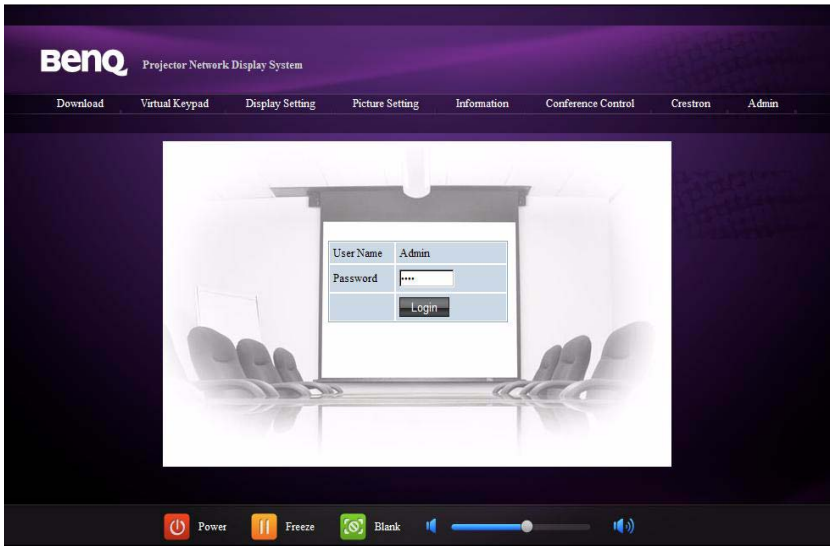 BenQ Projector Network Display System
Download Virtual Keypad Display Setting Picture Setting Information Conference Control Crestron Admin
User Name Admin
Password ••••
Login
Power Freeze Blank